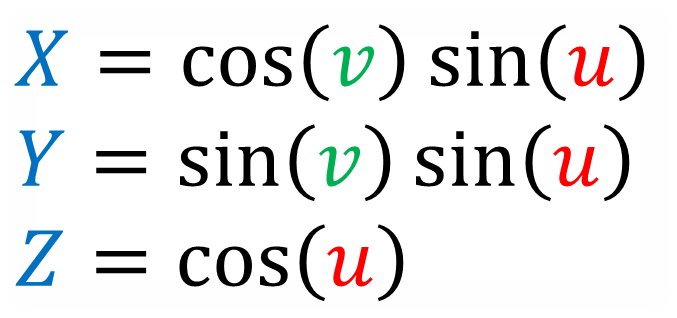 X = cos(v) sin(u)
Y = sin(v) sin(u)
Z = cos(u)